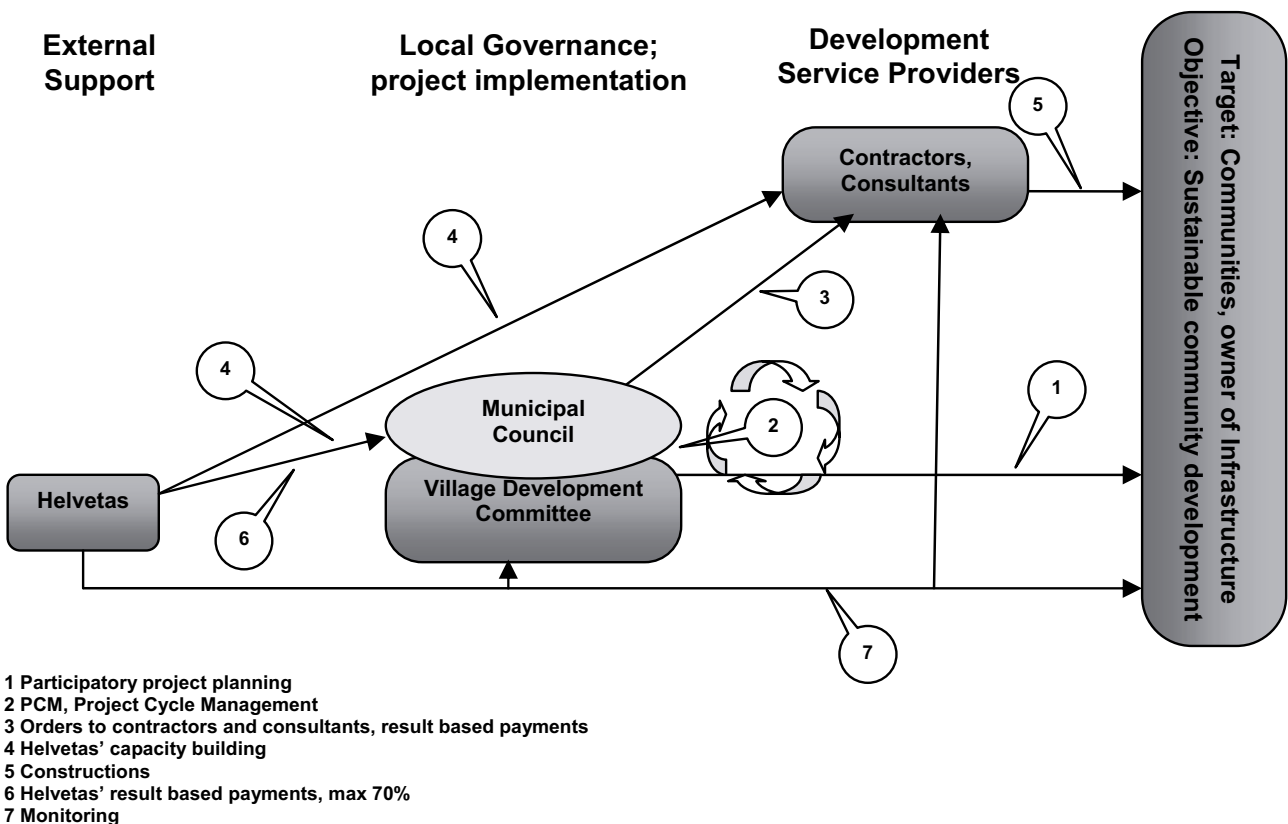 External
Support
Local Governance;
project implementation
Development
Service Providers
5
Contractors,
Consultants
4
3
4
Municipal
Council
2
1
Village Development
Committee
Helvetas
6
7
Target: Communities, owner of Infrastructure
Objective: Sustainable community development
1 Participatory project planning
2 PCM, Project Cycle Management
3 Orders to contractors and consultants, result based payments
4 Helvetas’ capacity building
5 Constructions
6 Helvetas’ result based payments, max 70%
7 Monitoring